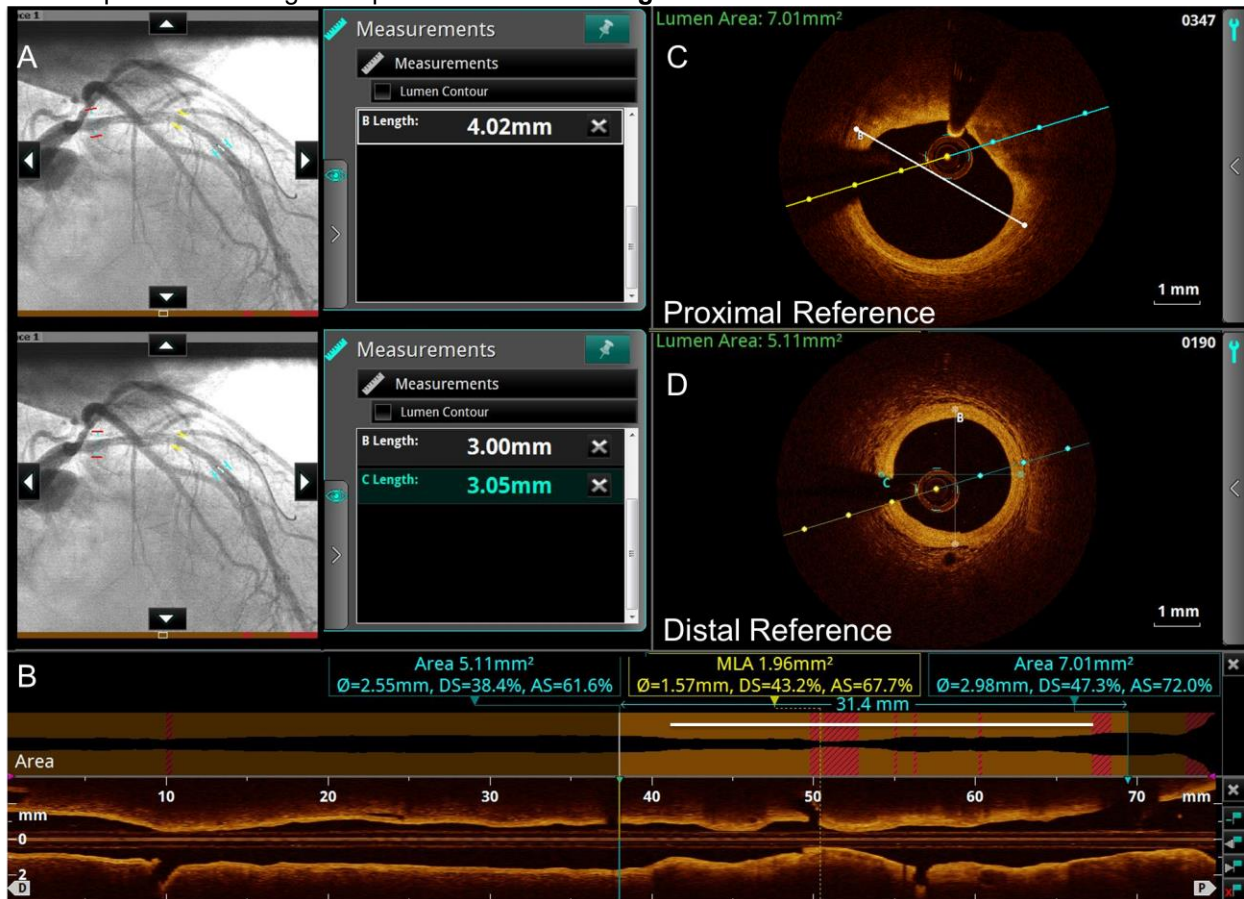 A
ce 1
Measurements
Measurements
Lumen Contour
B Length: 4.02mm
Lumen Area: 7.01mm²
0347
C
B
1 mm
Proximal Reference
ce 1
Measurements
Measurements
Lumen Contour
B Length: 3.00mm
C Length: 3.05mm
Lumen Area: 5.11mm²
0190
D
B
C
1 mm
Distal Reference
B
Area 5.11mm²
Ø=2.55mm, DS=38.4%, AS=61.6%
MLA 1.96mm²
Ø=1.57mm, DS=43.2%, AS=67.7%
Area 7.01mm²
Ø=2.98mm, DS=47.3%, AS=72.0%
31.4 mm
Area
10 20 30 40 50 60 70 mm
mm
0
2
D
P